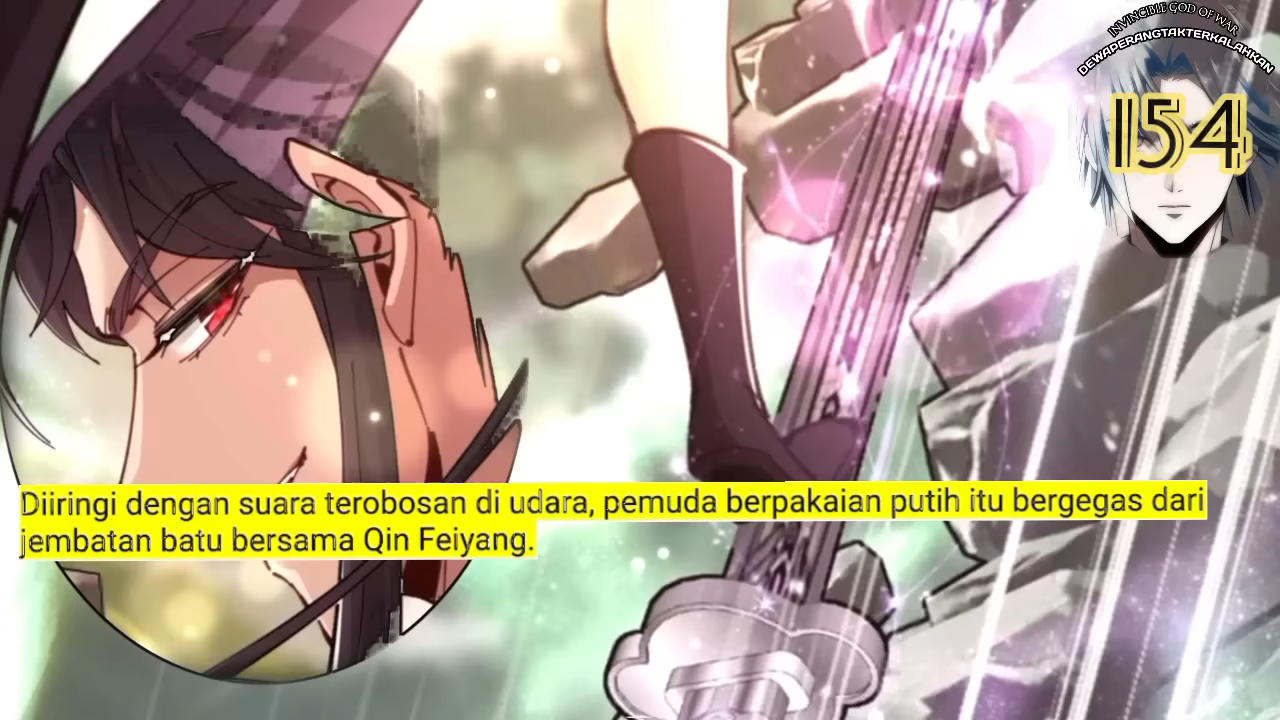 INVINCIBLE GOD OF WAR
DEWAPERANGTAKTERKALAHKAN
154
Diiringi dengan suara terobosan di udara, pemuda berpakaian putih itu bergegas dari
jembatan batu bersama Qin Feiyang.